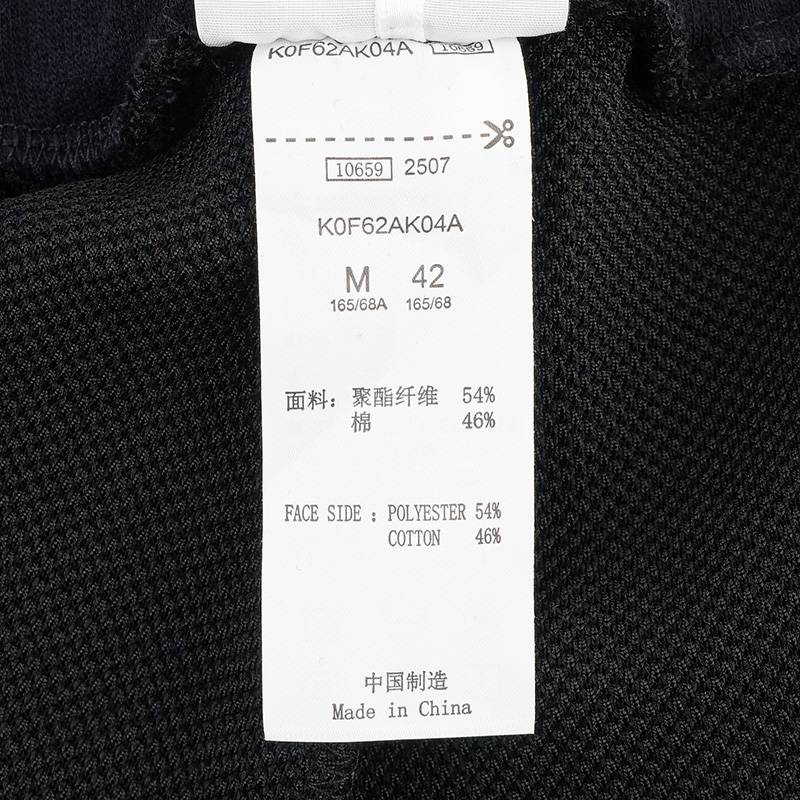 K0F62AK04A 10659
10659 2507
K0F62AK04A
M 42
165/68A 165/68
面料: 聚酯纤维 54%
棉 46%
FACE SIDE : POLYESTER 54%
COTTON 46%
中国制造
Made in China